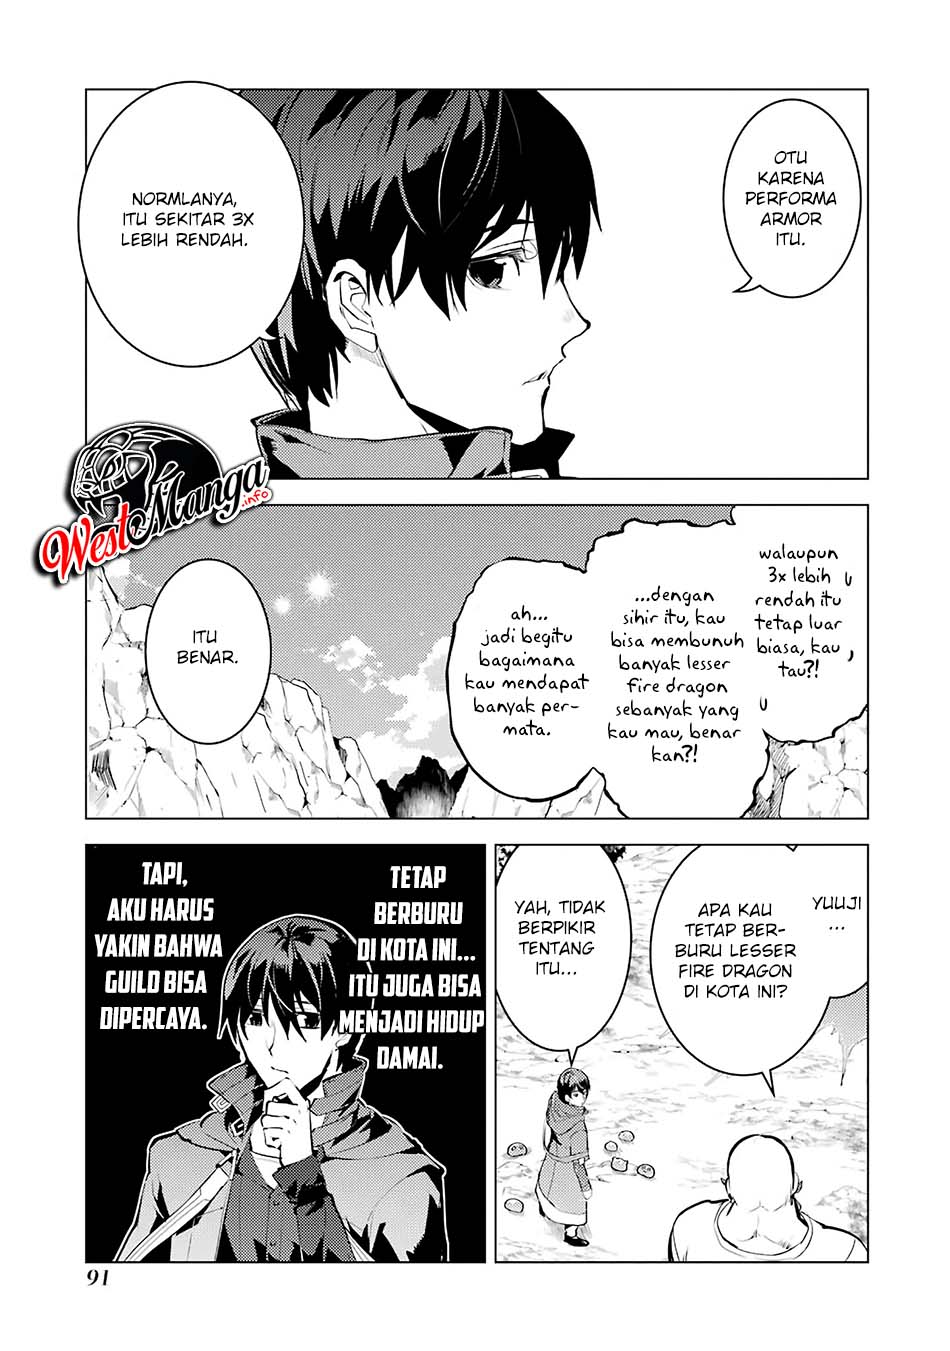 OTU
KARENA
PERFORMA
ARMOR
ITU.
NORMLANYA,
ITU SEKITAR 3X
LEBIH RENDAH.
WestManga
.info
walaupun
3x lebih
rendah itu
tetap luar
biasa, kau
tau?!
...dengan
sihir itu, kau
bisa membunuh
banyak lesser
fire dragon
sebanyak yang
kau mau, benar
kan?!
ah...
jadi begitu
bagaimana
kau mendapat
banyak per-
mata.
ITU
BENAR.
YUUJI
...
APA KAU
TETAP BER-
BURU LESSER
FIRE DRAGON
DI KOTA INI?
YAH, TIDAK
BERPIKIR
TENTANG
ITU...
TETAP
BERBURU
DI KOTA INI...
ITU JUGA BISA
MENJADI HIDUP
DAMAI.
TAPI,
AKU HARUS
YAKIN BAHWA
GUILD BISA
DIPERCAYA.
91